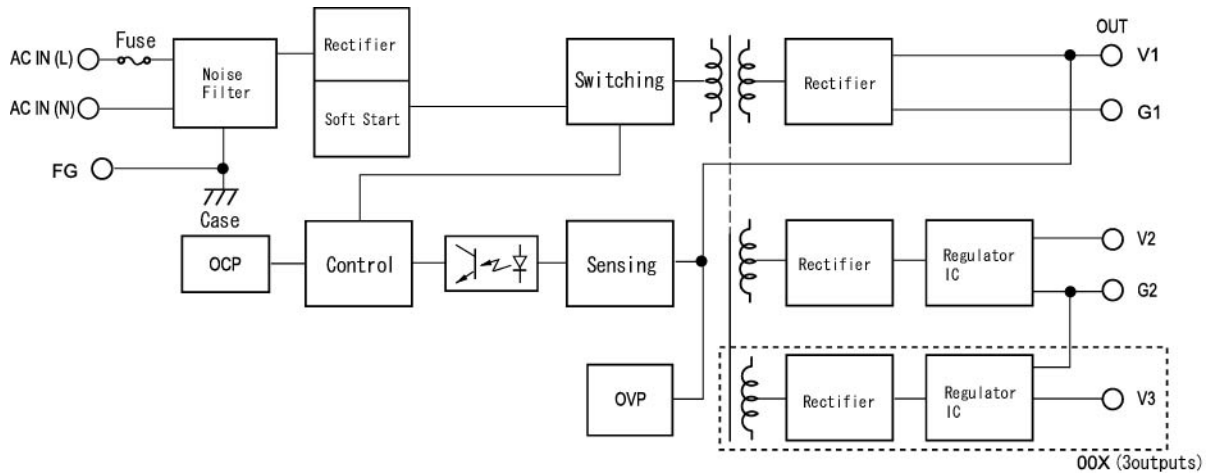 OUT
AC IN (L)
Fuse
Noise
Filter
Rectifier
Soft Start
Switching
Rectifier
V1
AC IN (N)
G1
FG
Case
OCP
Control
Sensing
Rectifier
Regulator
IC
V2
G2
OVP
Rectifier
Regulator
IC
V3
OOX (3outputs)